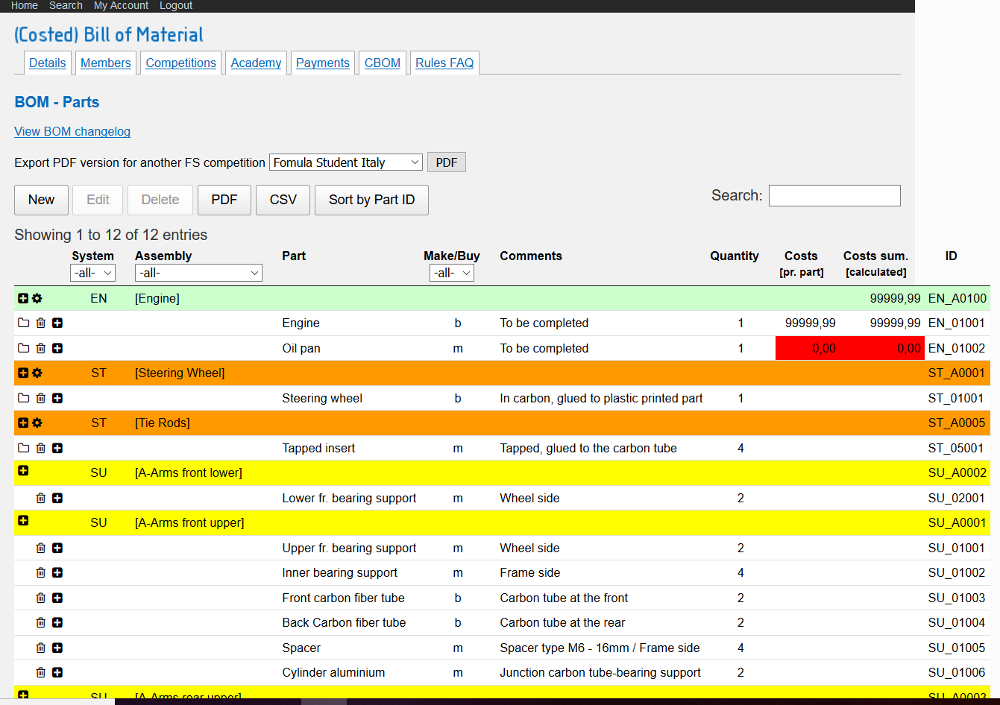 Home Search My Account Logout
(Costed) Bill of Material
Details Members Competitions Academy Payments CBOM Rules FAQ
BOM - Parts
View BOM changelog
Export PDF version for another FS competition Fomula Student Italy PDF
New Edit Delete PDF CSV Sort by Part ID Search:
Showing 1 to 12 of 12 entries
System Assembly Part Make/Buy Comments Quantity Costs Costs sum. ID
-all- -all- -all- [pr. part] [calculated]
EN [Engine] 99999,99 EN_A0100
Engine b To be completed 1 99999,99 99999,99 EN_01001
Oil pan m To be completed 1 0,00 0,00 EN_01002
ST [Steering Wheel] ST_A0001
Steering wheel b In carbon, glued to plastic printed part 1 ST_01001
ST [Tie Rods] ST_A0005
Tapped insert m Tapped, glued to the carbon tube 4 ST_05001
SU [A-Arms front lower] SU_A0002
Lower fr. bearing support m Wheel side 2 SU_02001
SU [A-Arms front upper] SU_A0001
Upper fr. bearing support m Wheel side 2 SU_01001
Inner bearing support m Frame side 4 SU_01002
Front carbon fiber tube b Carbon tube at the front 2 SU_01003
Back Carbon fiber tube b Carbon tube at the rear 2 SU_01004
Spacer m Spacer type M6 - 16mm / Frame side 4 SU_01005
Cylinder aluminium m Junction carbon tube-bearing support 2 SU_01006
SU [A-Arms rear upper] SU_A0003